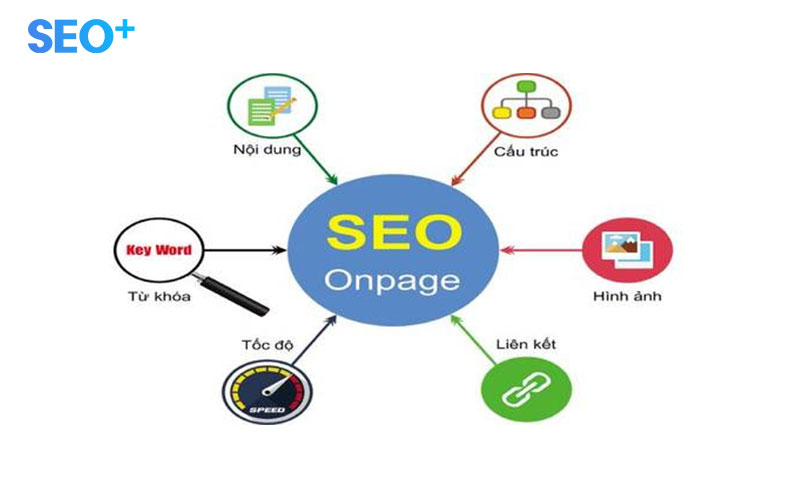 SEO+
Nội dung
Cấu trúc
SEO
Onpage
Key Word
Từ khóa
Hình ảnh
Tốc độ
SPEED
Liên kết